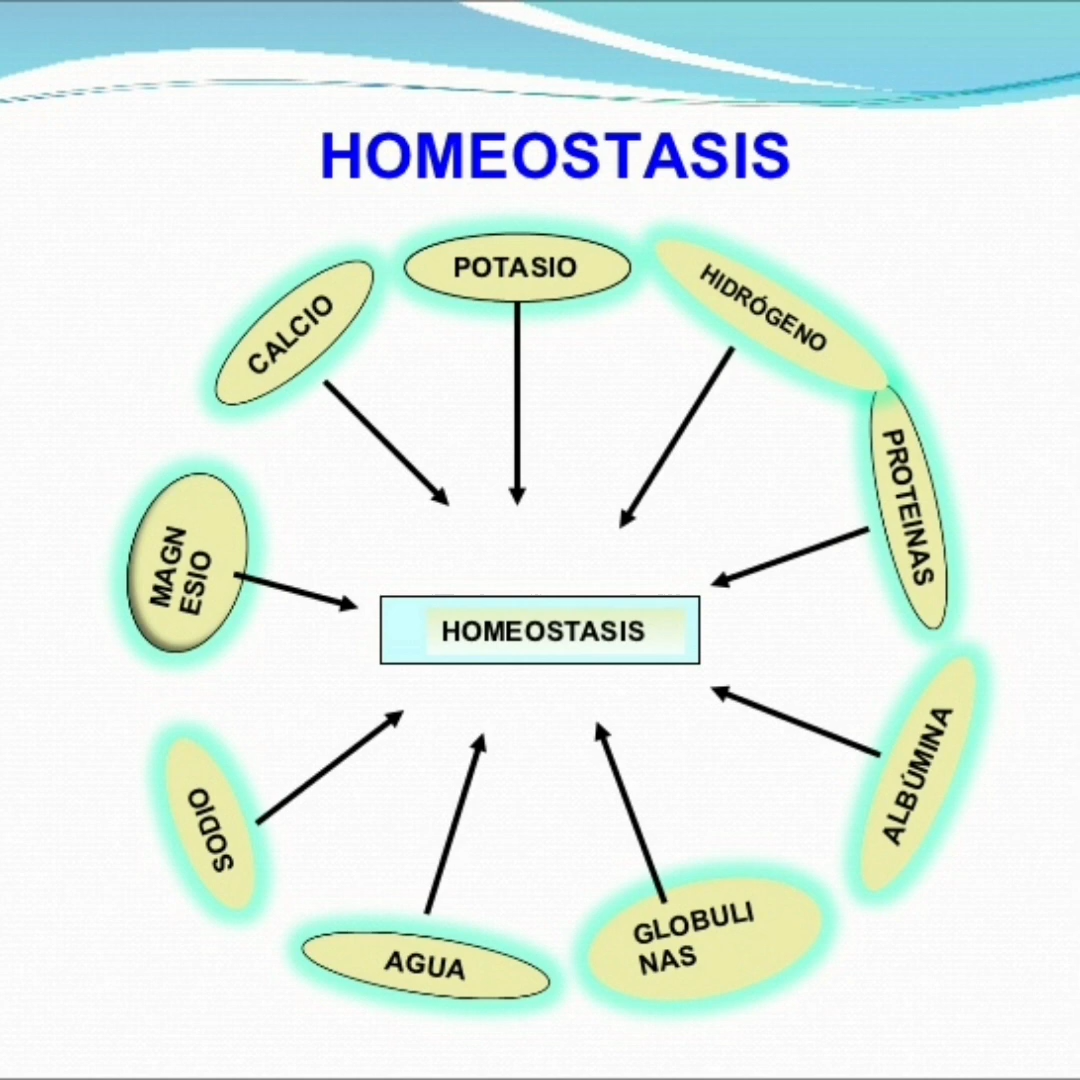 HOMEOSTASIS
POTASIO
HIDRÓGENO
CALCIO
PROTEINAS
MAGN
ESIO
HOMEOSTASIS
ALBÚMINA
SODIO
GLOBULI
NAS
AGUA